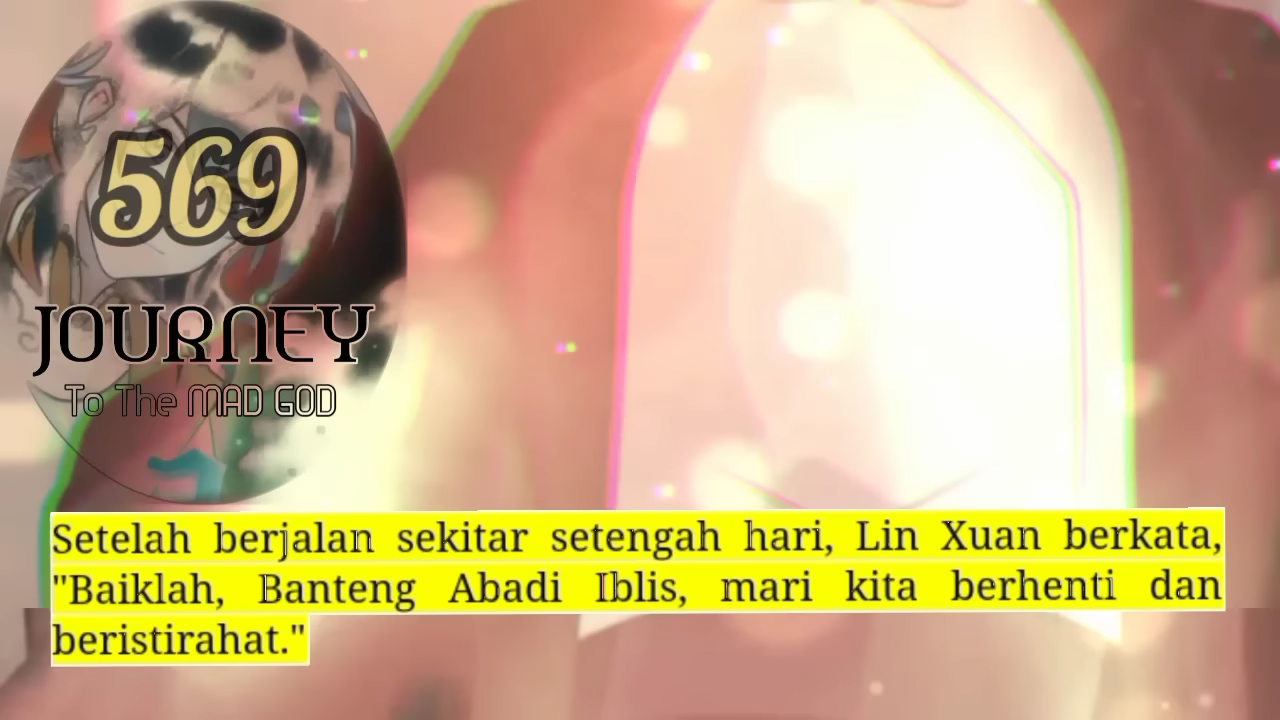 569
JOURNEY
To The MAD GOD
Setelah berjalan sekitar setengah hari, Lin Xuan berkata,
"Baiklah, Banteng Abadi Iblis, mari kita berhenti dan
beristirahat."